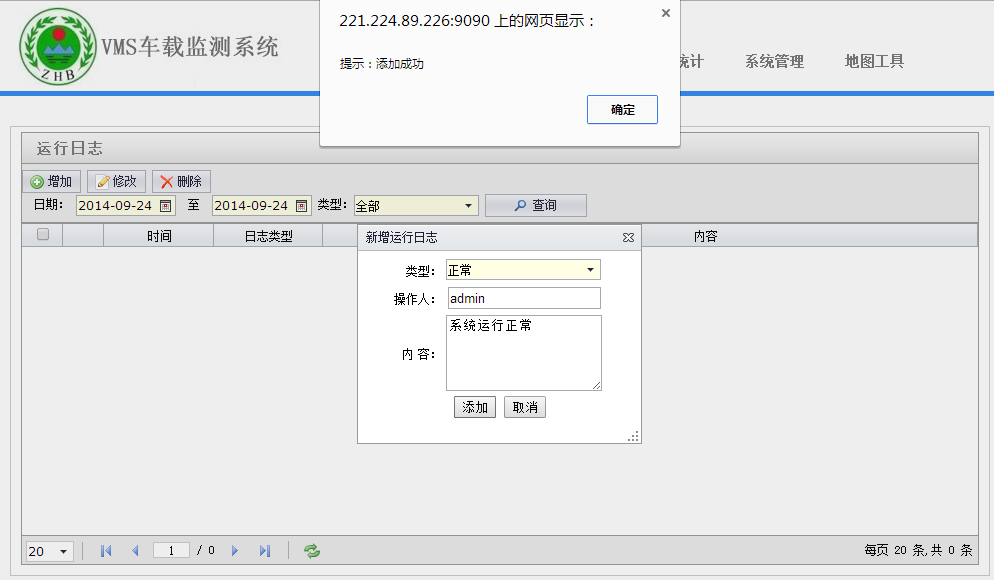 221.224.89.226:9090 上的网页显示：
提示：添加成功
确定
ZHB
VMS车载监测系统
统计 系统管理 地图工具
运行日志
增加 修改 删除
日期： 2014-09-24 至 2014-09-24 类型： 全部 查询
时间 日志类型 内容
新增运行日志
类型： 正常
操作人： admin
内 容： 系统运行正常
添加 取消
20 1 / 0 每页 20 条,共 0 条